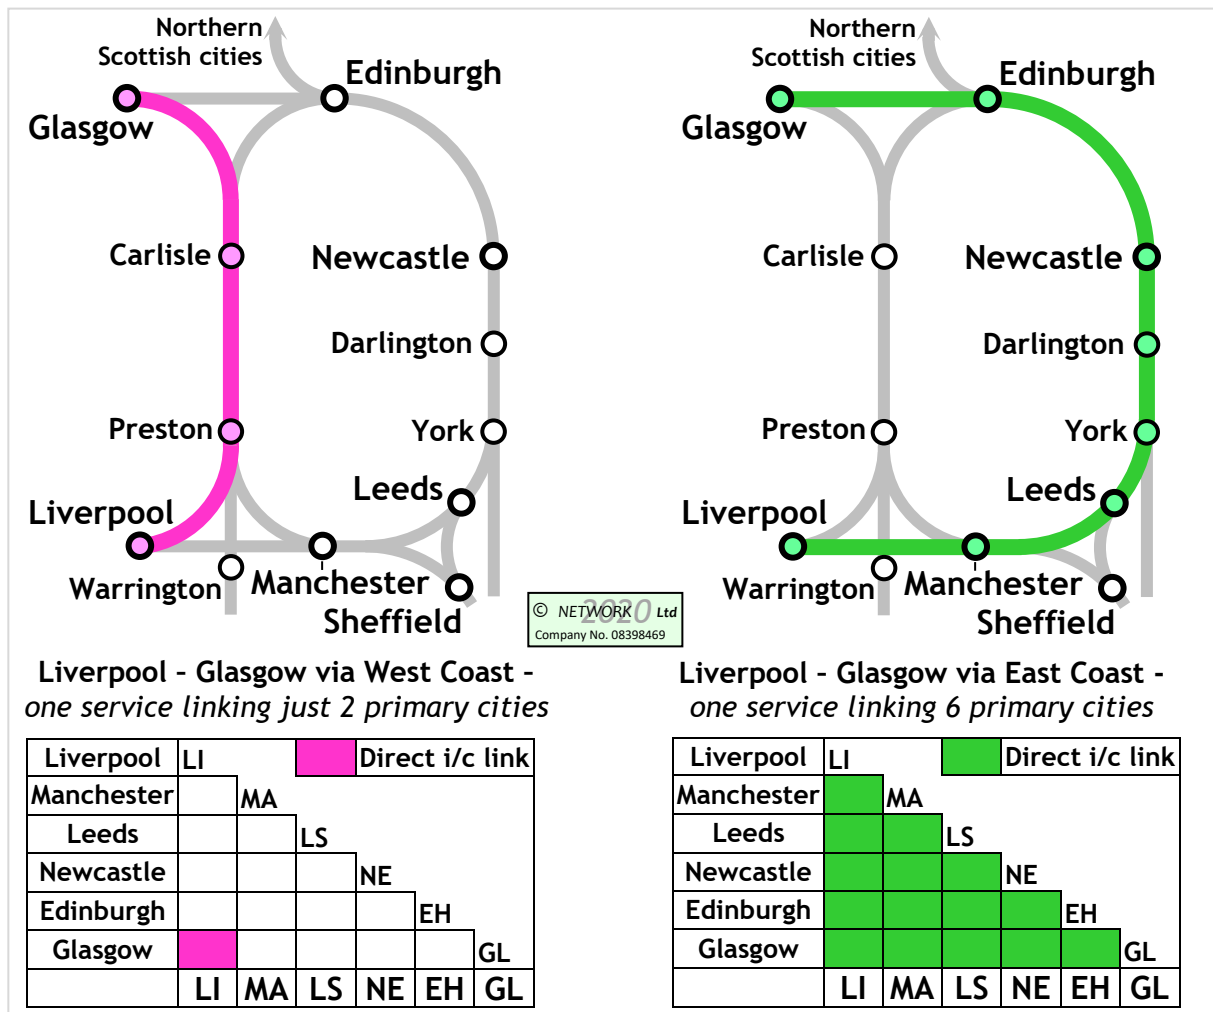 Northern
Scottish cities
Edinburgh
Glasgow
Carlisle
Newcastle
Darlington
Preston
York
Leeds
Liverpool
Warrington
Manchester
Sheffield
Northern
Scottish cities
Edinburgh
Glasgow
Carlisle
Newcastle
Darlington
Preston
York
Leeds
Liverpool
Warrington
Manchester
Sheffield
© NETWORK 2020 Ltd
Company No. 08398469
Liverpool – Glasgow via West Coast –
one service linking just 2 primary cities
Liverpool LI Direct i/c link
Manchester MA
Leeds LS
Newcastle NE
Edinburgh EH
Glasgow GL
LI MA LS NE EH GL
Liverpool – Glasgow via East Coast -
one service linking 6 primary cities
Liverpool LI Direct i/c link
Manchester MA
Leeds LS
Newcastle NE
Edinburgh EH
Glasgow GL
LI MA LS NE EH GL